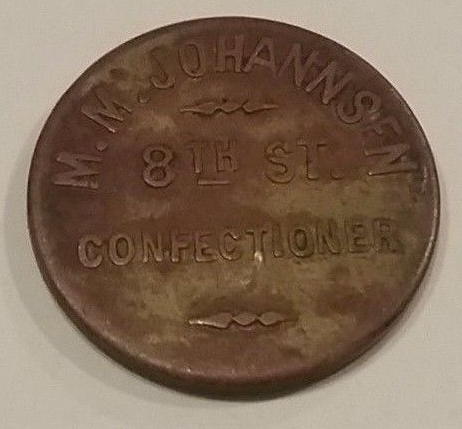 M. M. JOHANNSEN
8TH ST.
CONFECTIONER